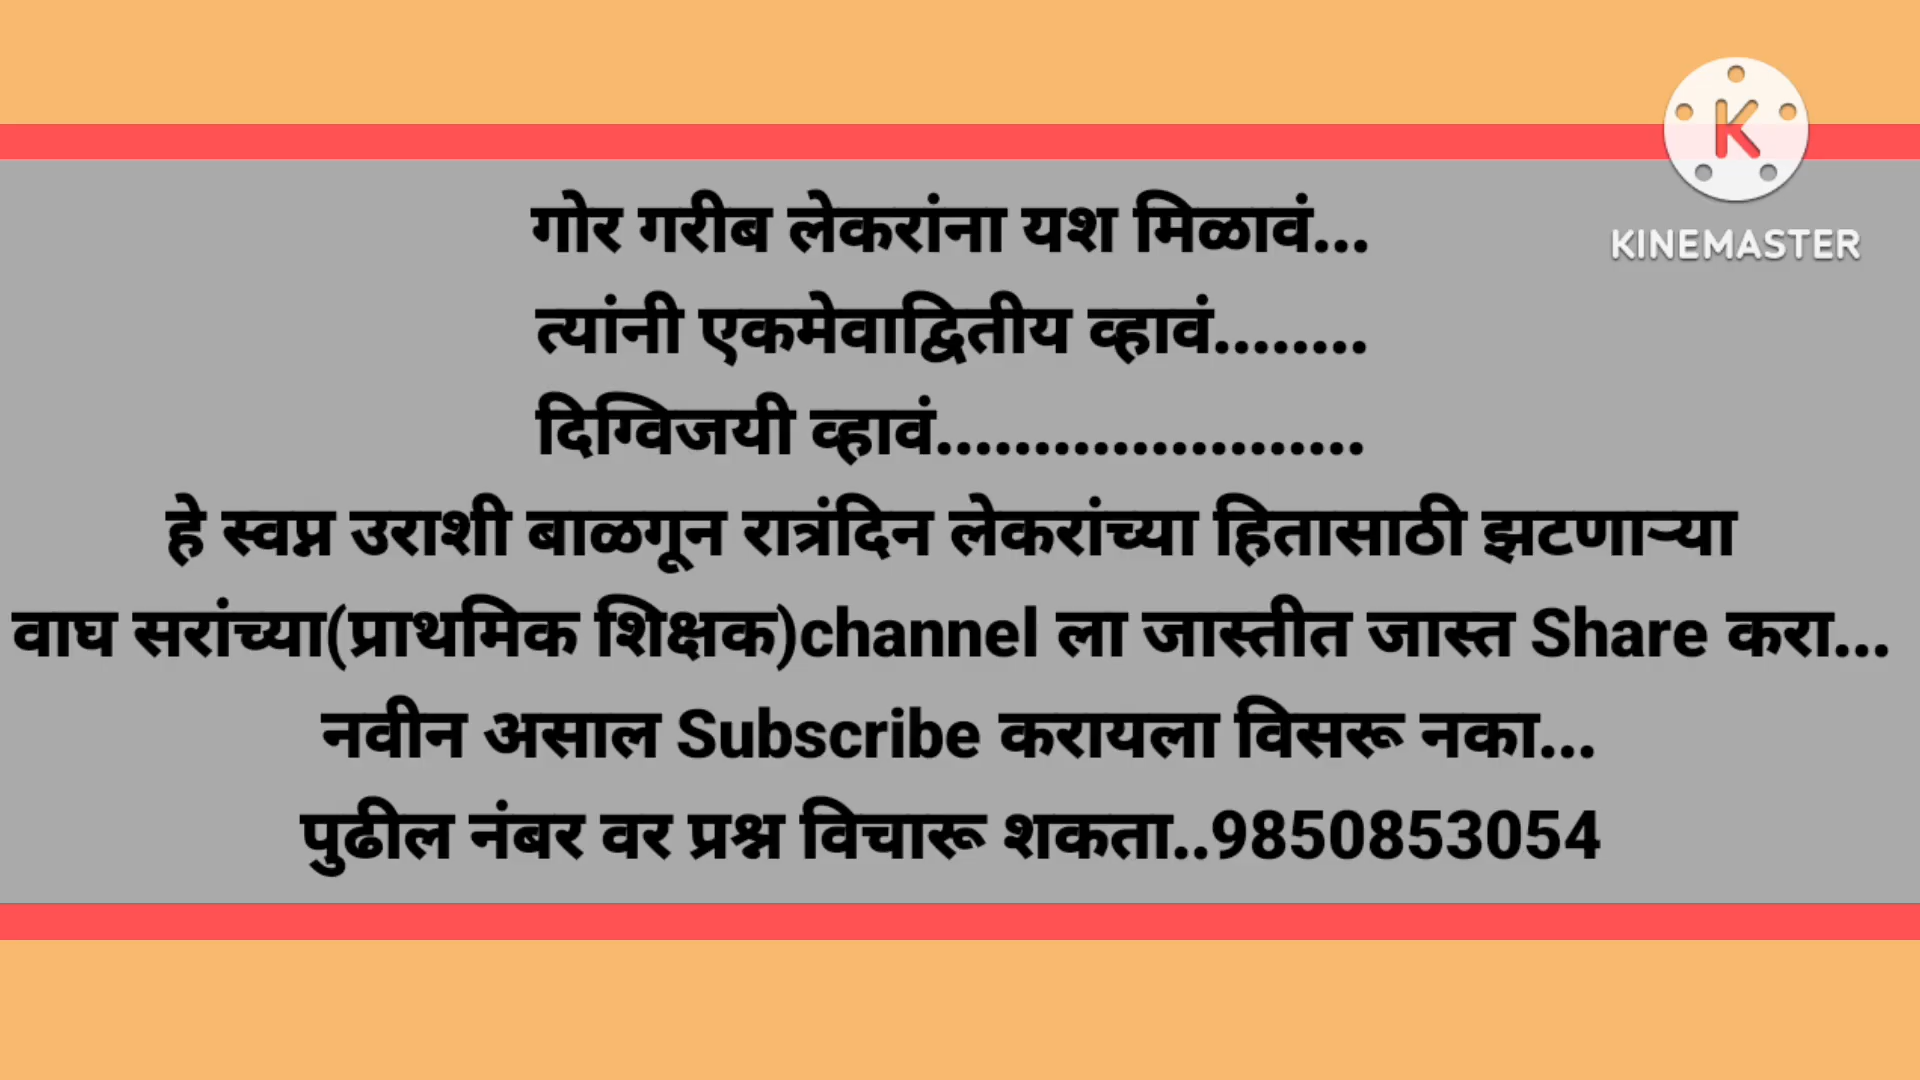 गोर गरीब लेकरांना यश मिळावं...
त्यांनी एकमेवाद्वितीय व्हावं........
दिग्विजयी व्हावं......................
हे स्वप्न उराशी बाळगून रात्रंदिन लेकरांच्या हितासाठी झटणाऱ्या
वाघ सरांच्या(प्राथमिक शिक्षक)channel ला जास्तीत जास्त Share करा...
नवीन असाल Subscribe करायला विसरू नका...
पुढील नंबर वर प्रश्न विचारू शकता..9850853054
K
KINEMASTER